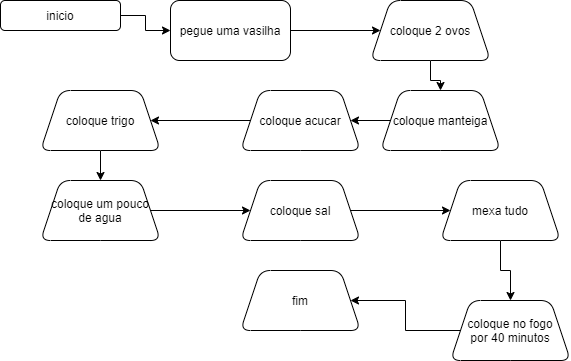 inicio
pegue uma vasilha
coloque 2 ovos
coloque manteiga
coloque acucar
coloque trigo
coloque um pouco
de agua
coloque sal
mexa tudo
coloque no fogo
por 40 minutos
fim